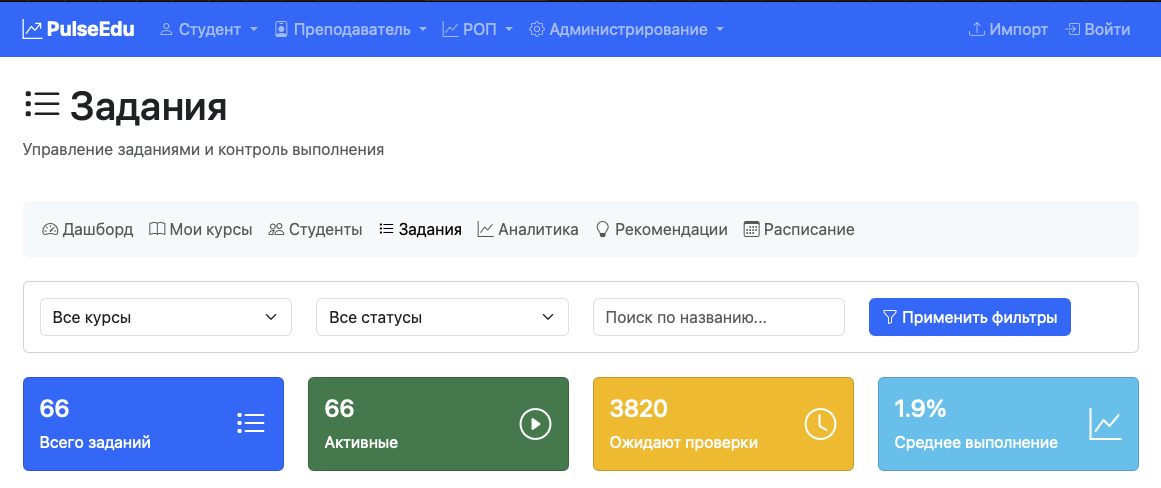 PulseEdu Студент Преподаватель РОП Администрирование Импорт Войти
Задания
Управление заданиями и контроль выполнения
Дашборд Мои курсы Студенты Задания Аналитика Рекомендации Расписание
Все курсы Все статусы Поиск по названию... Применить фильтры
66 66 3820 1.9%
Всего заданий Активные Ожидают проверки Среднее выполнение